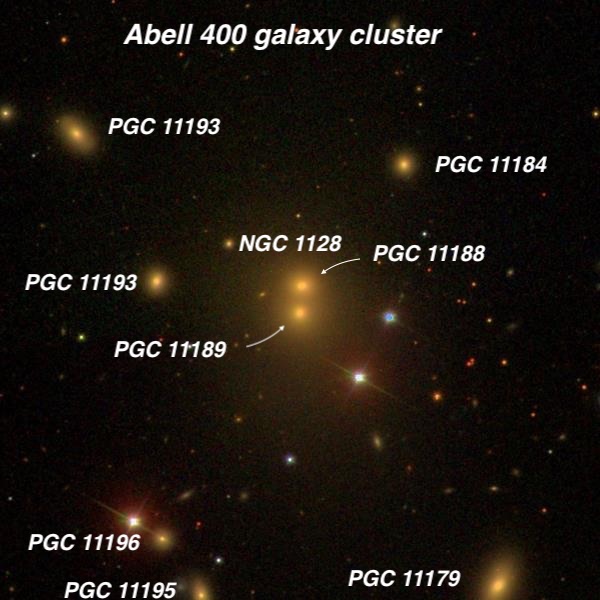 Abell 400 galaxy cluster
PGC 11193
PGC 11184
NGC 1128
PGC 11188
PGC 11193
PGC 11189
PGC 11196
PGC 11179
PGC 11195